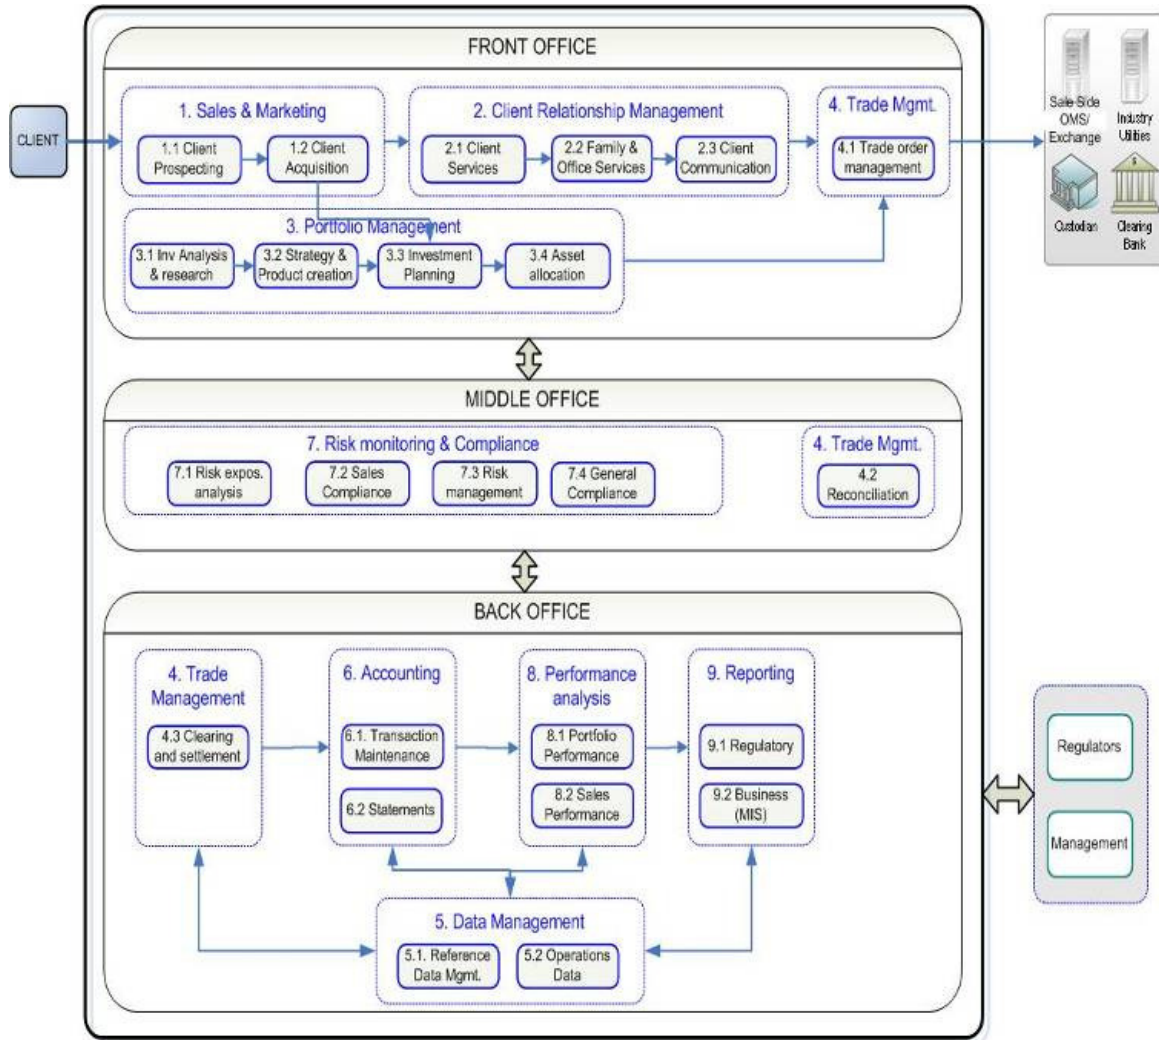 FRONT OFFICE
CLIENT
1. Sales & Marketing
1.1 Client
Prospecting
1.2 Client
Acquisition
2. Client Relationship Management
2.1 Client
Services
2.2 Family &
Office Services
2.3 Client
Communication
4. Trade Mgmt.
4.1 Trade order
management
Sale Side
OMS/
Exchange
Industry
Utilities
Custodian
Clearing
Bank
3. Portfolio Management
3.1 Inv Analysis
& research
3.2 Strategy &
Product creation
3.3 Investment
Planning
3.4 Asset
allocation
MIDDLE OFFICE
7. Risk monitoring & Compliance
7.1 Risk expos.
analysis
7.2 Sales
Compliance
7.3 Risk
management
7.4 General
Compliance
4. Trade Mgmt.
4.2
Reconciliation
BACK OFFICE
4. Trade
Management
4.3 Clearing
and settlement
6. Accounting
6.1. Transaction
Maintenance
6.2 Statements
8. Performance
analysis
8.1 Portfolio
Performance
8.2 Sales
Performance
9. Reporting
9.1 Regulatory
9.2 Business
(MIS)
5. Data Management
5.1. Reference
Data Mgmt.
5.2 Operations
Data
Regulators
Management